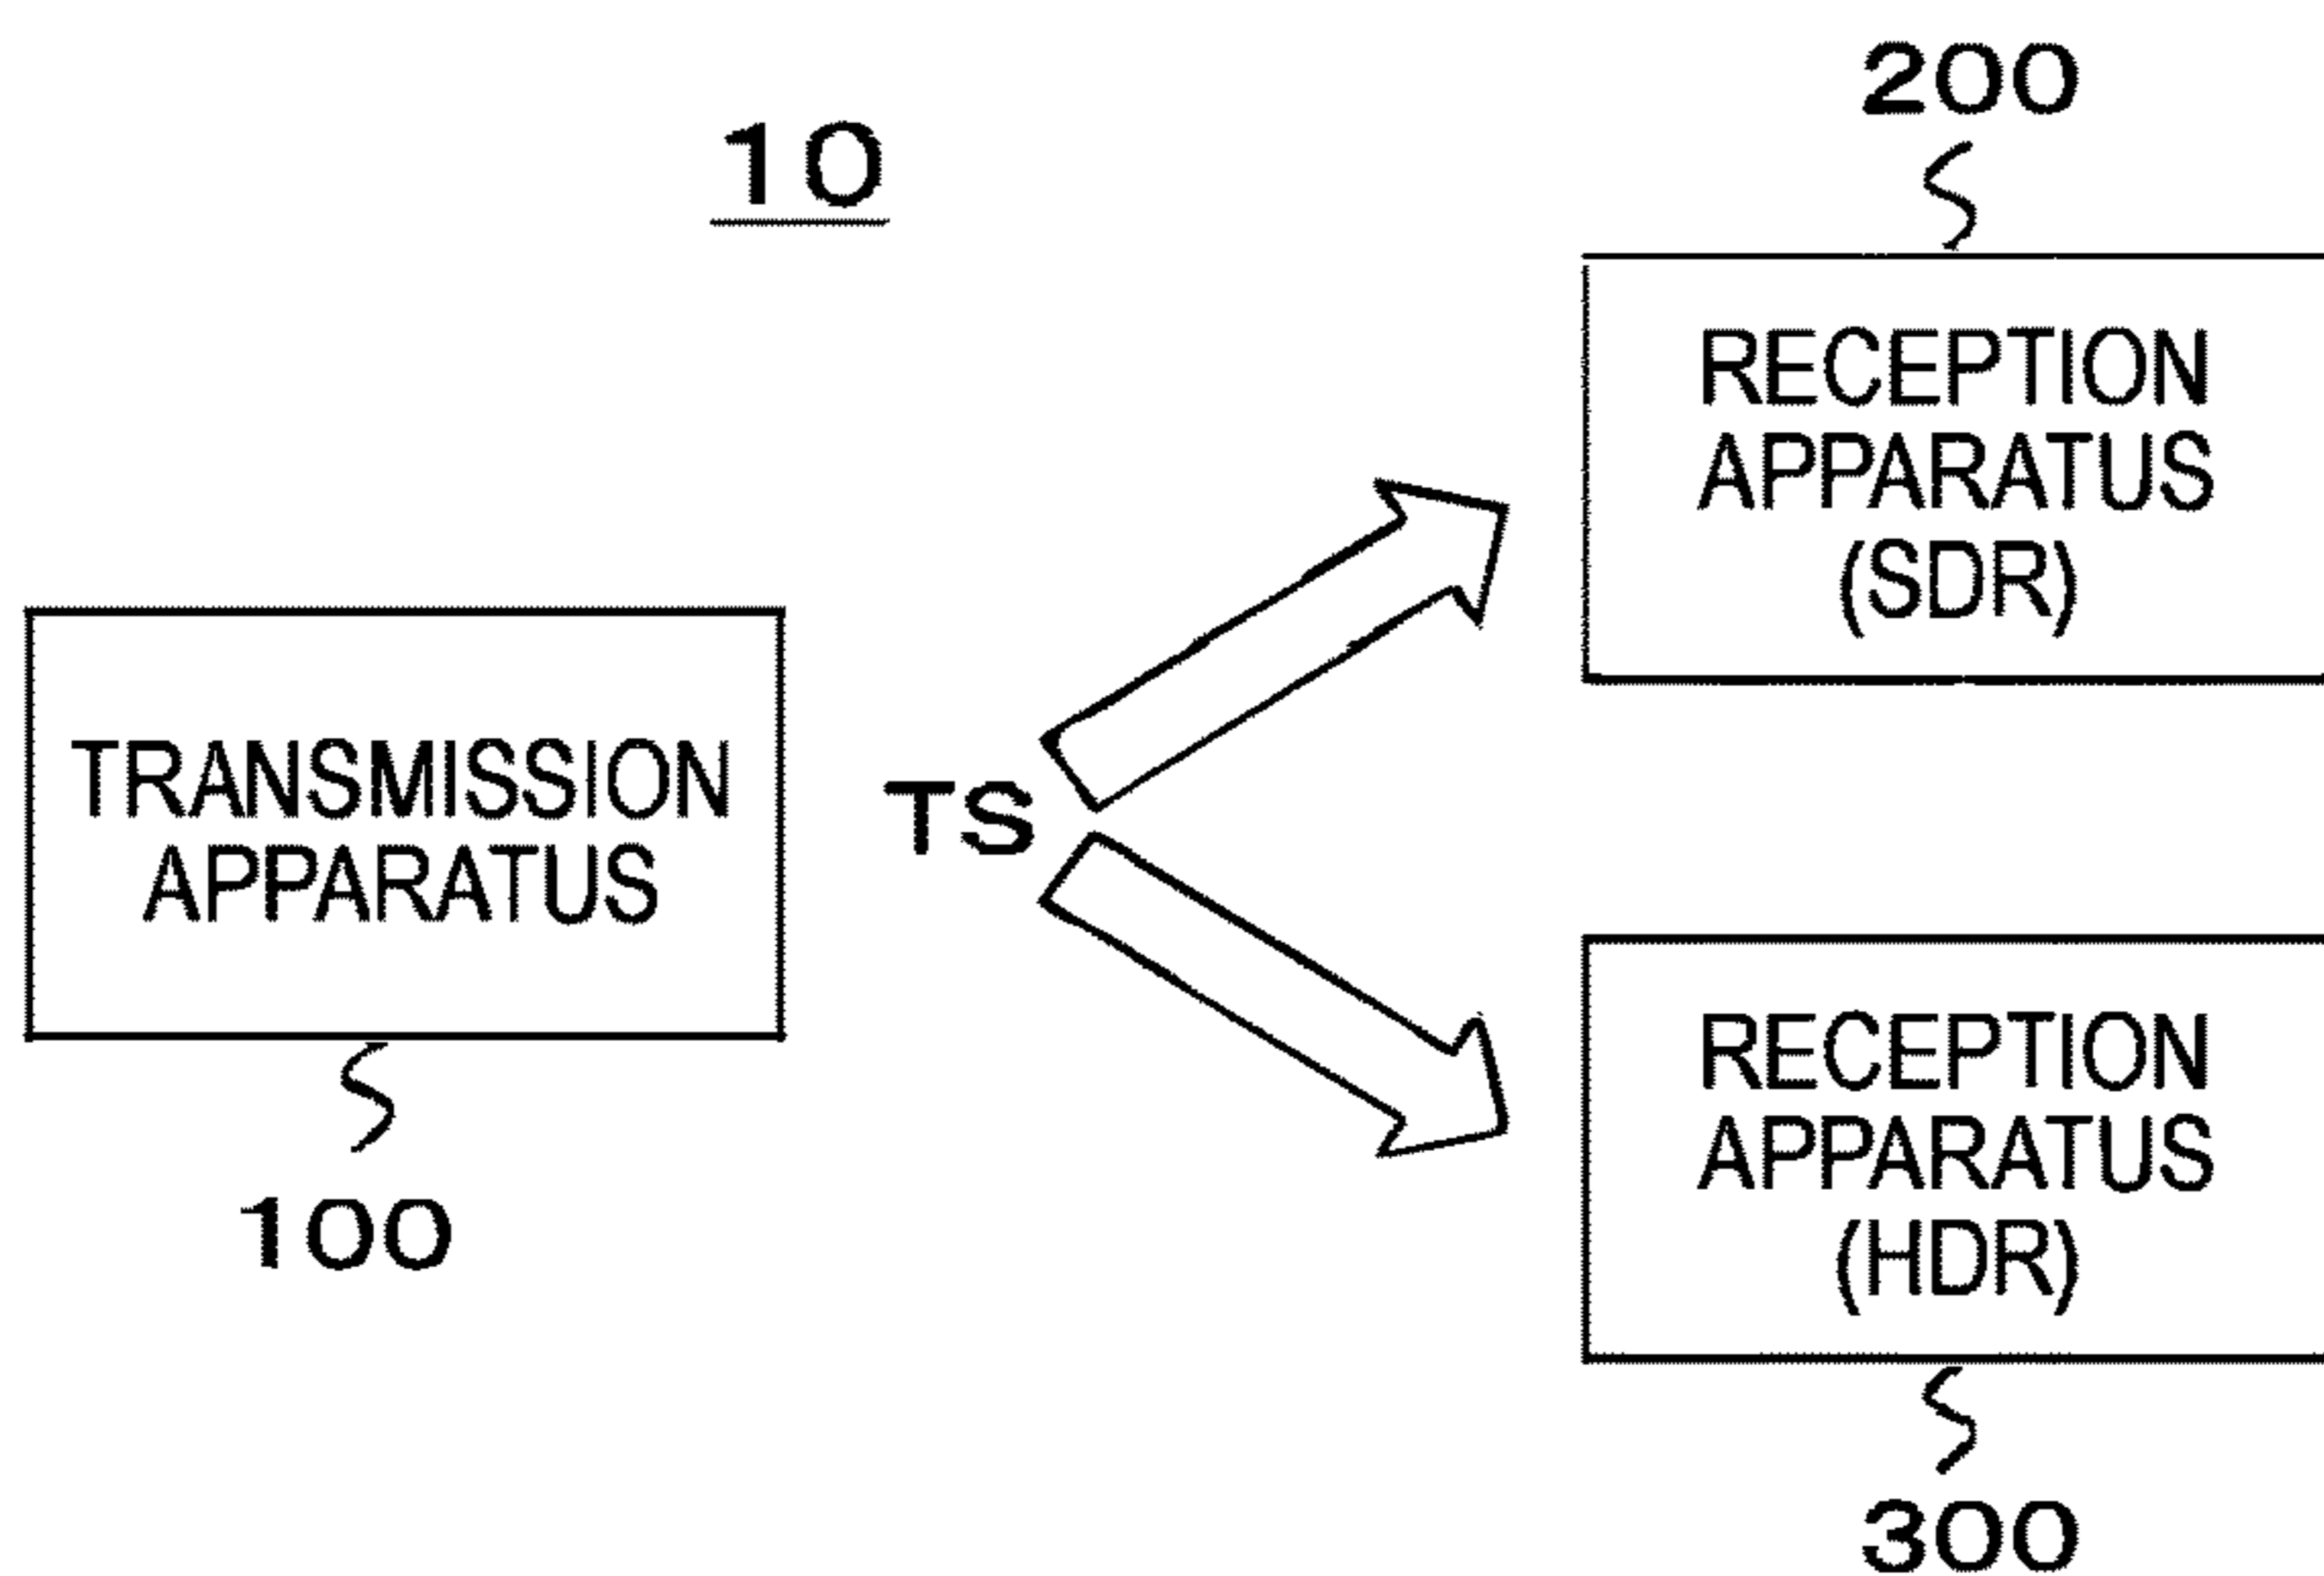 10
200
RECEPTION
APPARATUS
(SDR)
TRANSMISSION
APPARATUS
TS
100
RECEPTION
APPARATUS
(HDR)
300